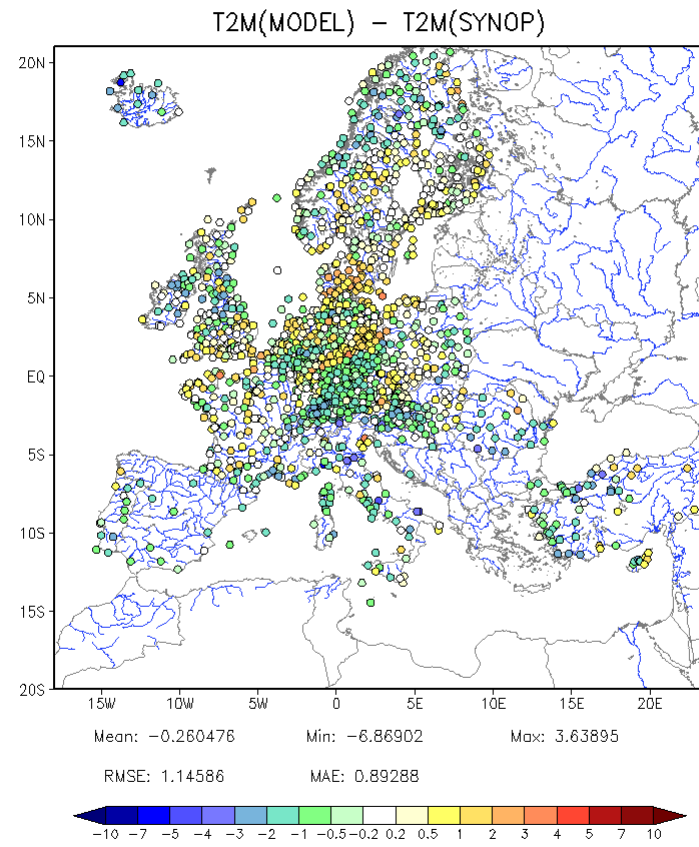 T2M(MODEL) − T2M(SYNOP)
20N
15N
10N
5N
EQ
5S
10S
15S
20S
15W 10W 5W 0 5E 10E 15E 20E
Mean: −0.260476 Min: −6.86902 Max: 3.63895
RMSE: 1.14586 MAE: 0.89288
−10 −7 −5 −4 −3 −2 −1 −0.5 −0.2 0.2 0.5 1 2 3 4 5 7 10